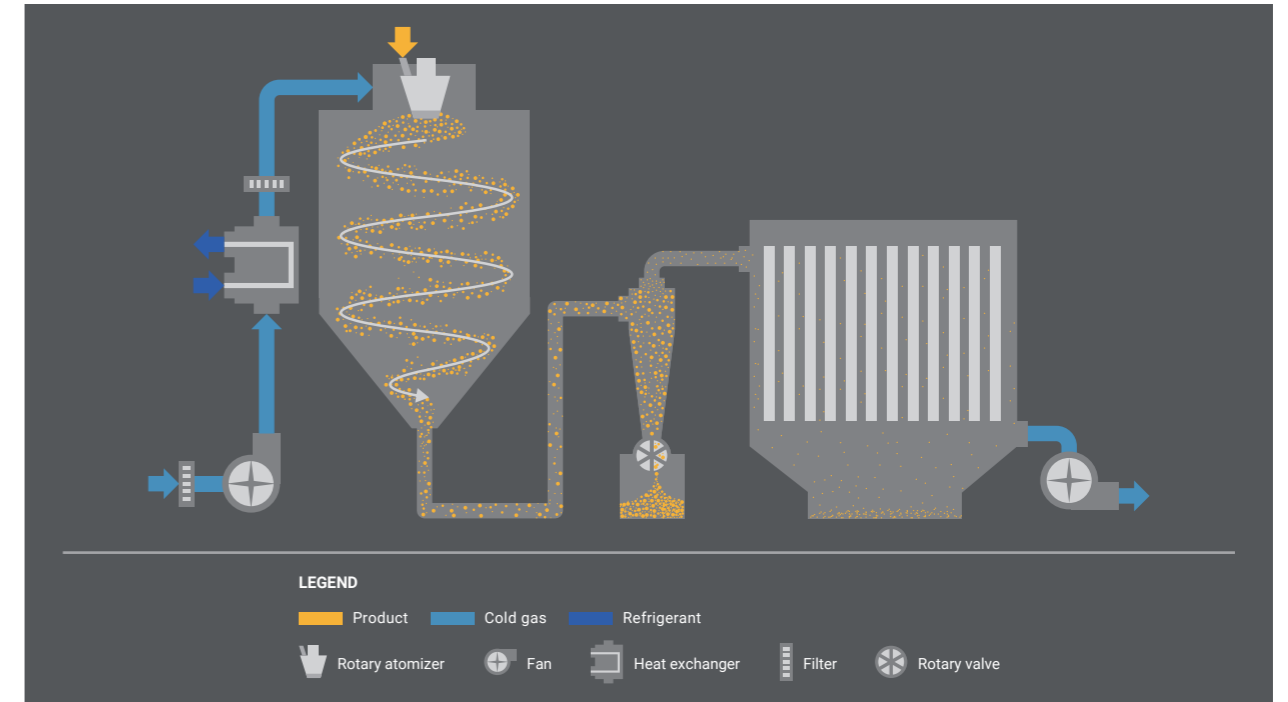 LEGEND
Product Cold gas Refrigerant
Rotary atomizer Fan Heat exchanger Filter Rotary valve